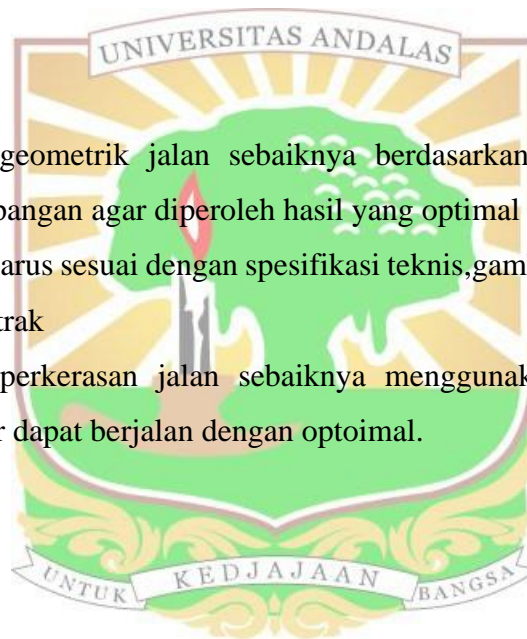 UNIVERSITAS ANDALAS
geometrik jalan sebaiknya berdasarkan
pangan agar diperoleh hasil yang optimal
arus sesuai dengan spesifikasi teknis,gam
trak
perkerasan jalan sebaiknya menggunak
r dapat berjalan dengan optoimal.
UNTUK KEDJAJAAN BANGSA